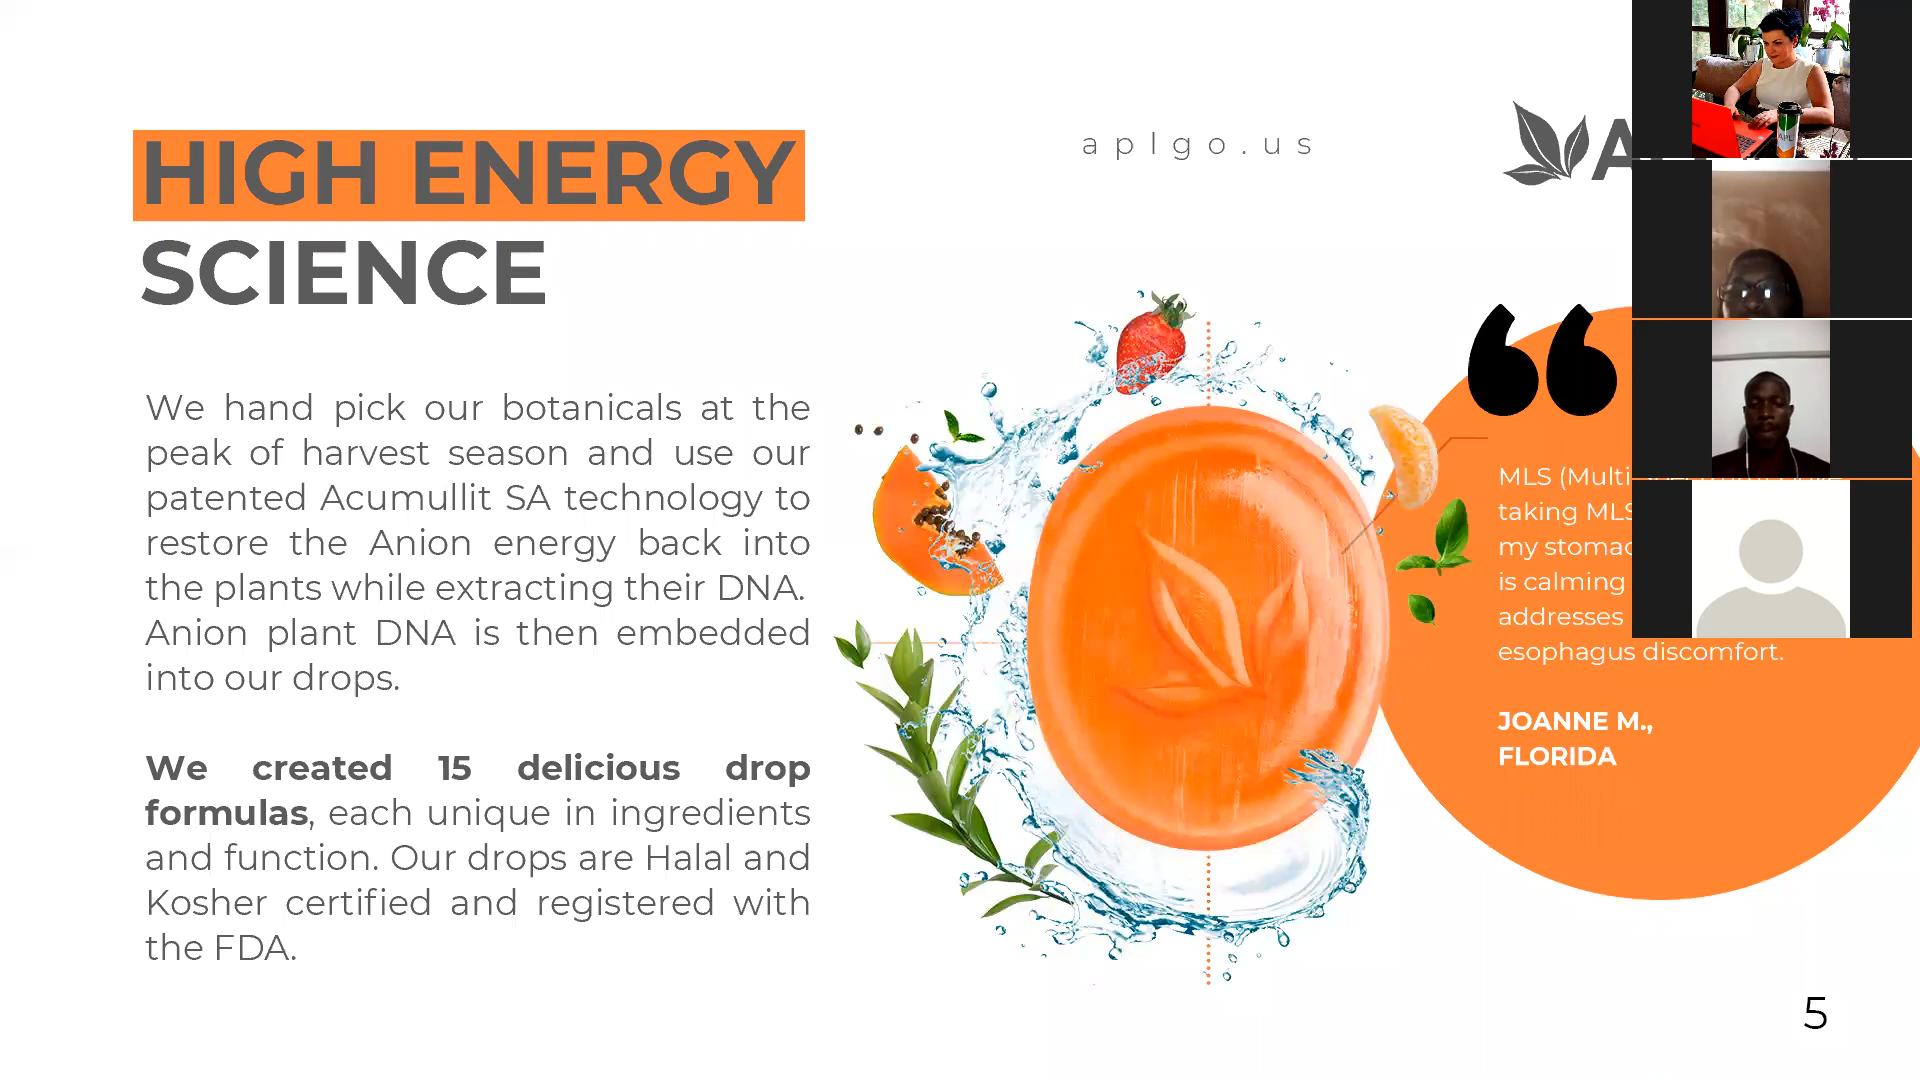 HIGH ENERGY
SCIENCE
aplgo.us
We hand pick our botanicals at the
peak of harvest season and use our
patented Acumullit SA technology to
restore the Anion energy back into
the plants while extracting their DNA.
Anion plant DNA is then embedded
into our drops.
We created 15 delicious drop
formulas, each unique in ingredients
and function. Our drops are Halal and
Kosher certified and registered with
the FDA.
“
MLS (Multi
taking MLS
my stomac
is calming
addresses
esophagus discomfort.
JOANNE M.,
FLORIDA
5